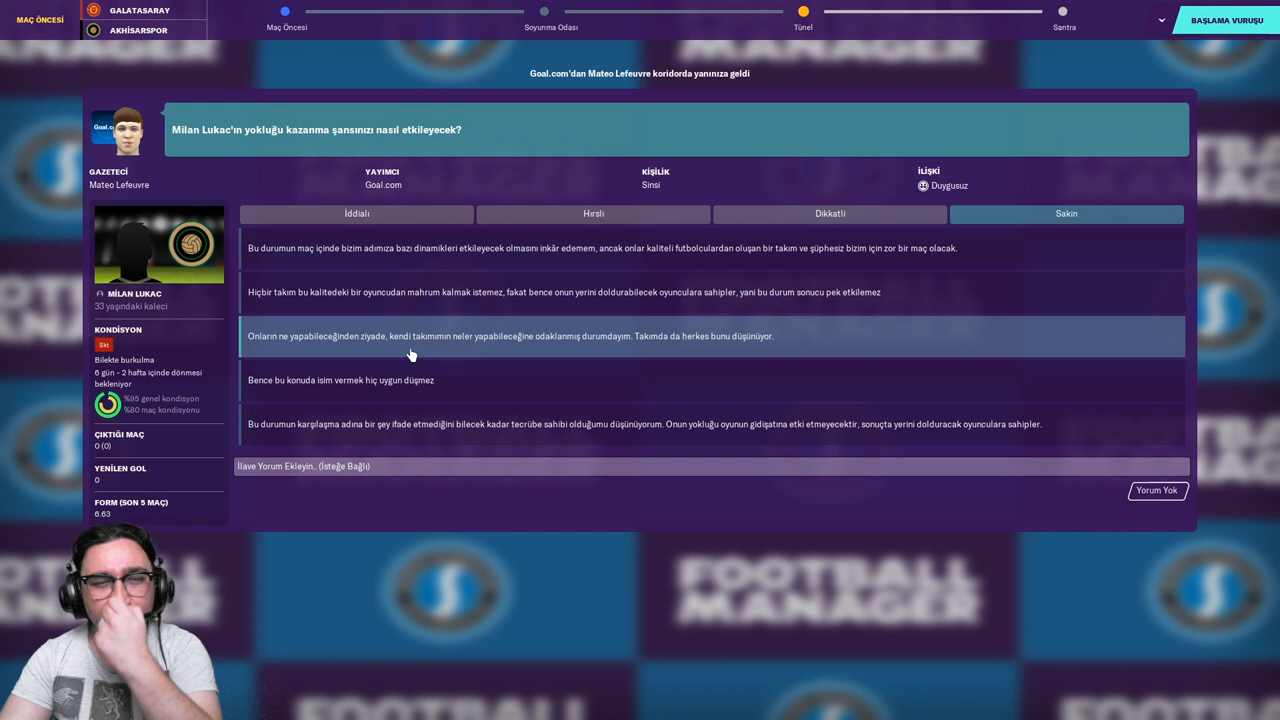 MAÇ ÖNCESİ
GALATASARAY
AKHİSARSPOR
Maç Öncesi
Soyunma Odası
Tünel
Santra
BAŞLAMA VURUŞU
Goal.com'dan Mateo Lefeuvre koridorda yanınıza geldi
Goal.c
Milan Lukac'ın yokluğu kazanma şansınızı nasıl etkileyecek?
GAZETECİ
Mateo Lefeuvre
YAYIMCI
Goal.com
KİŞİLİK
Sinsi
İLİŞKİ
Duygusuz
İddialı
Hırslı
Dikkatli
Sakin
Bu durumun maç içinde bizim adımıza bazı dinamikleri etkileyecek olmasını inkâr edemem, ancak onlar kaliteli futbolculardan oluşan bir takım ve şüphesiz bizim için zor bir maç olacak.
Hiçbir takım bu kalitedeki bir oyuncudan mahrum kalmak istemez, fakat bence onun yerini doldurabilecek oyunculara sahipler, yani bu durum sonucu pek etkilemez
Onların ne yapabileceğinden ziyade, kendi takımımın neler yapabileceğine odaklanmış durumdayım. Takımda da herkes bunu düşünüyor.
Bence bu konuda isim vermek hiç uygun düşmez
Bu durumun karşılaşma adına bir şey ifade etmediğini bilecek kadar tecrübe sahibi olduğumu düşünüyorum. Onun yokluğu oyunun gidişatına etki etmeyecektir, sonuçta yerini dolduracak oyunculara sahipler.
İlave Yorum Ekleyin.. (İsteğe Bağlı)
Yorum Yok
MİLAN LUKAC
33 yaşındaki kaleci
KONDİSYON
Skt
Bilekte burkulma
6 gün - 2 hafta içinde dönmesi
bekleniyor
%95 genel kondisyon
%80 maç kondisyonu
ÇIKTIĞI MAÇ
0 (0)
YENİLEN GOL
0
FORM (SON 5 MAÇ)
6.63
FOOTBALL
MANAGER